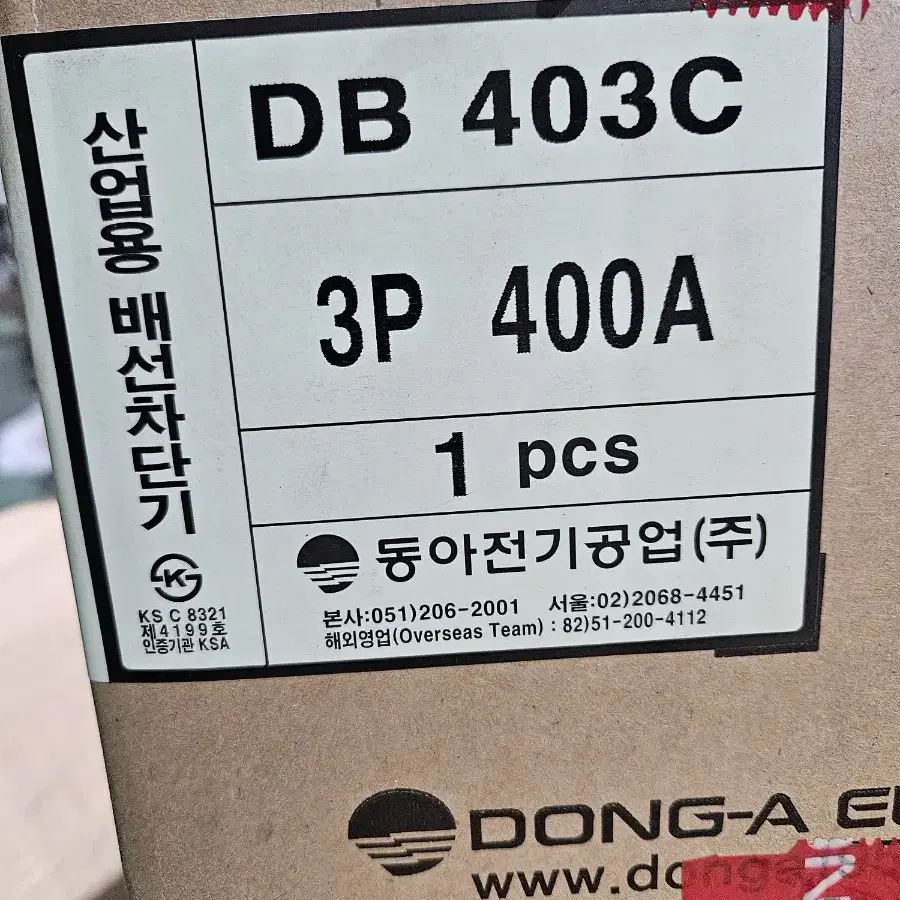 산업용 배선차단기
KS C 8321
제4199호
인증기관 KSA
DB 403C
3P 400A
1 pcs
동아전기공업(주)
본사:051)206-2001 서울:02)2068-4451
해외영업(Overseas Team) : 82)51-200-4112
DONG-A